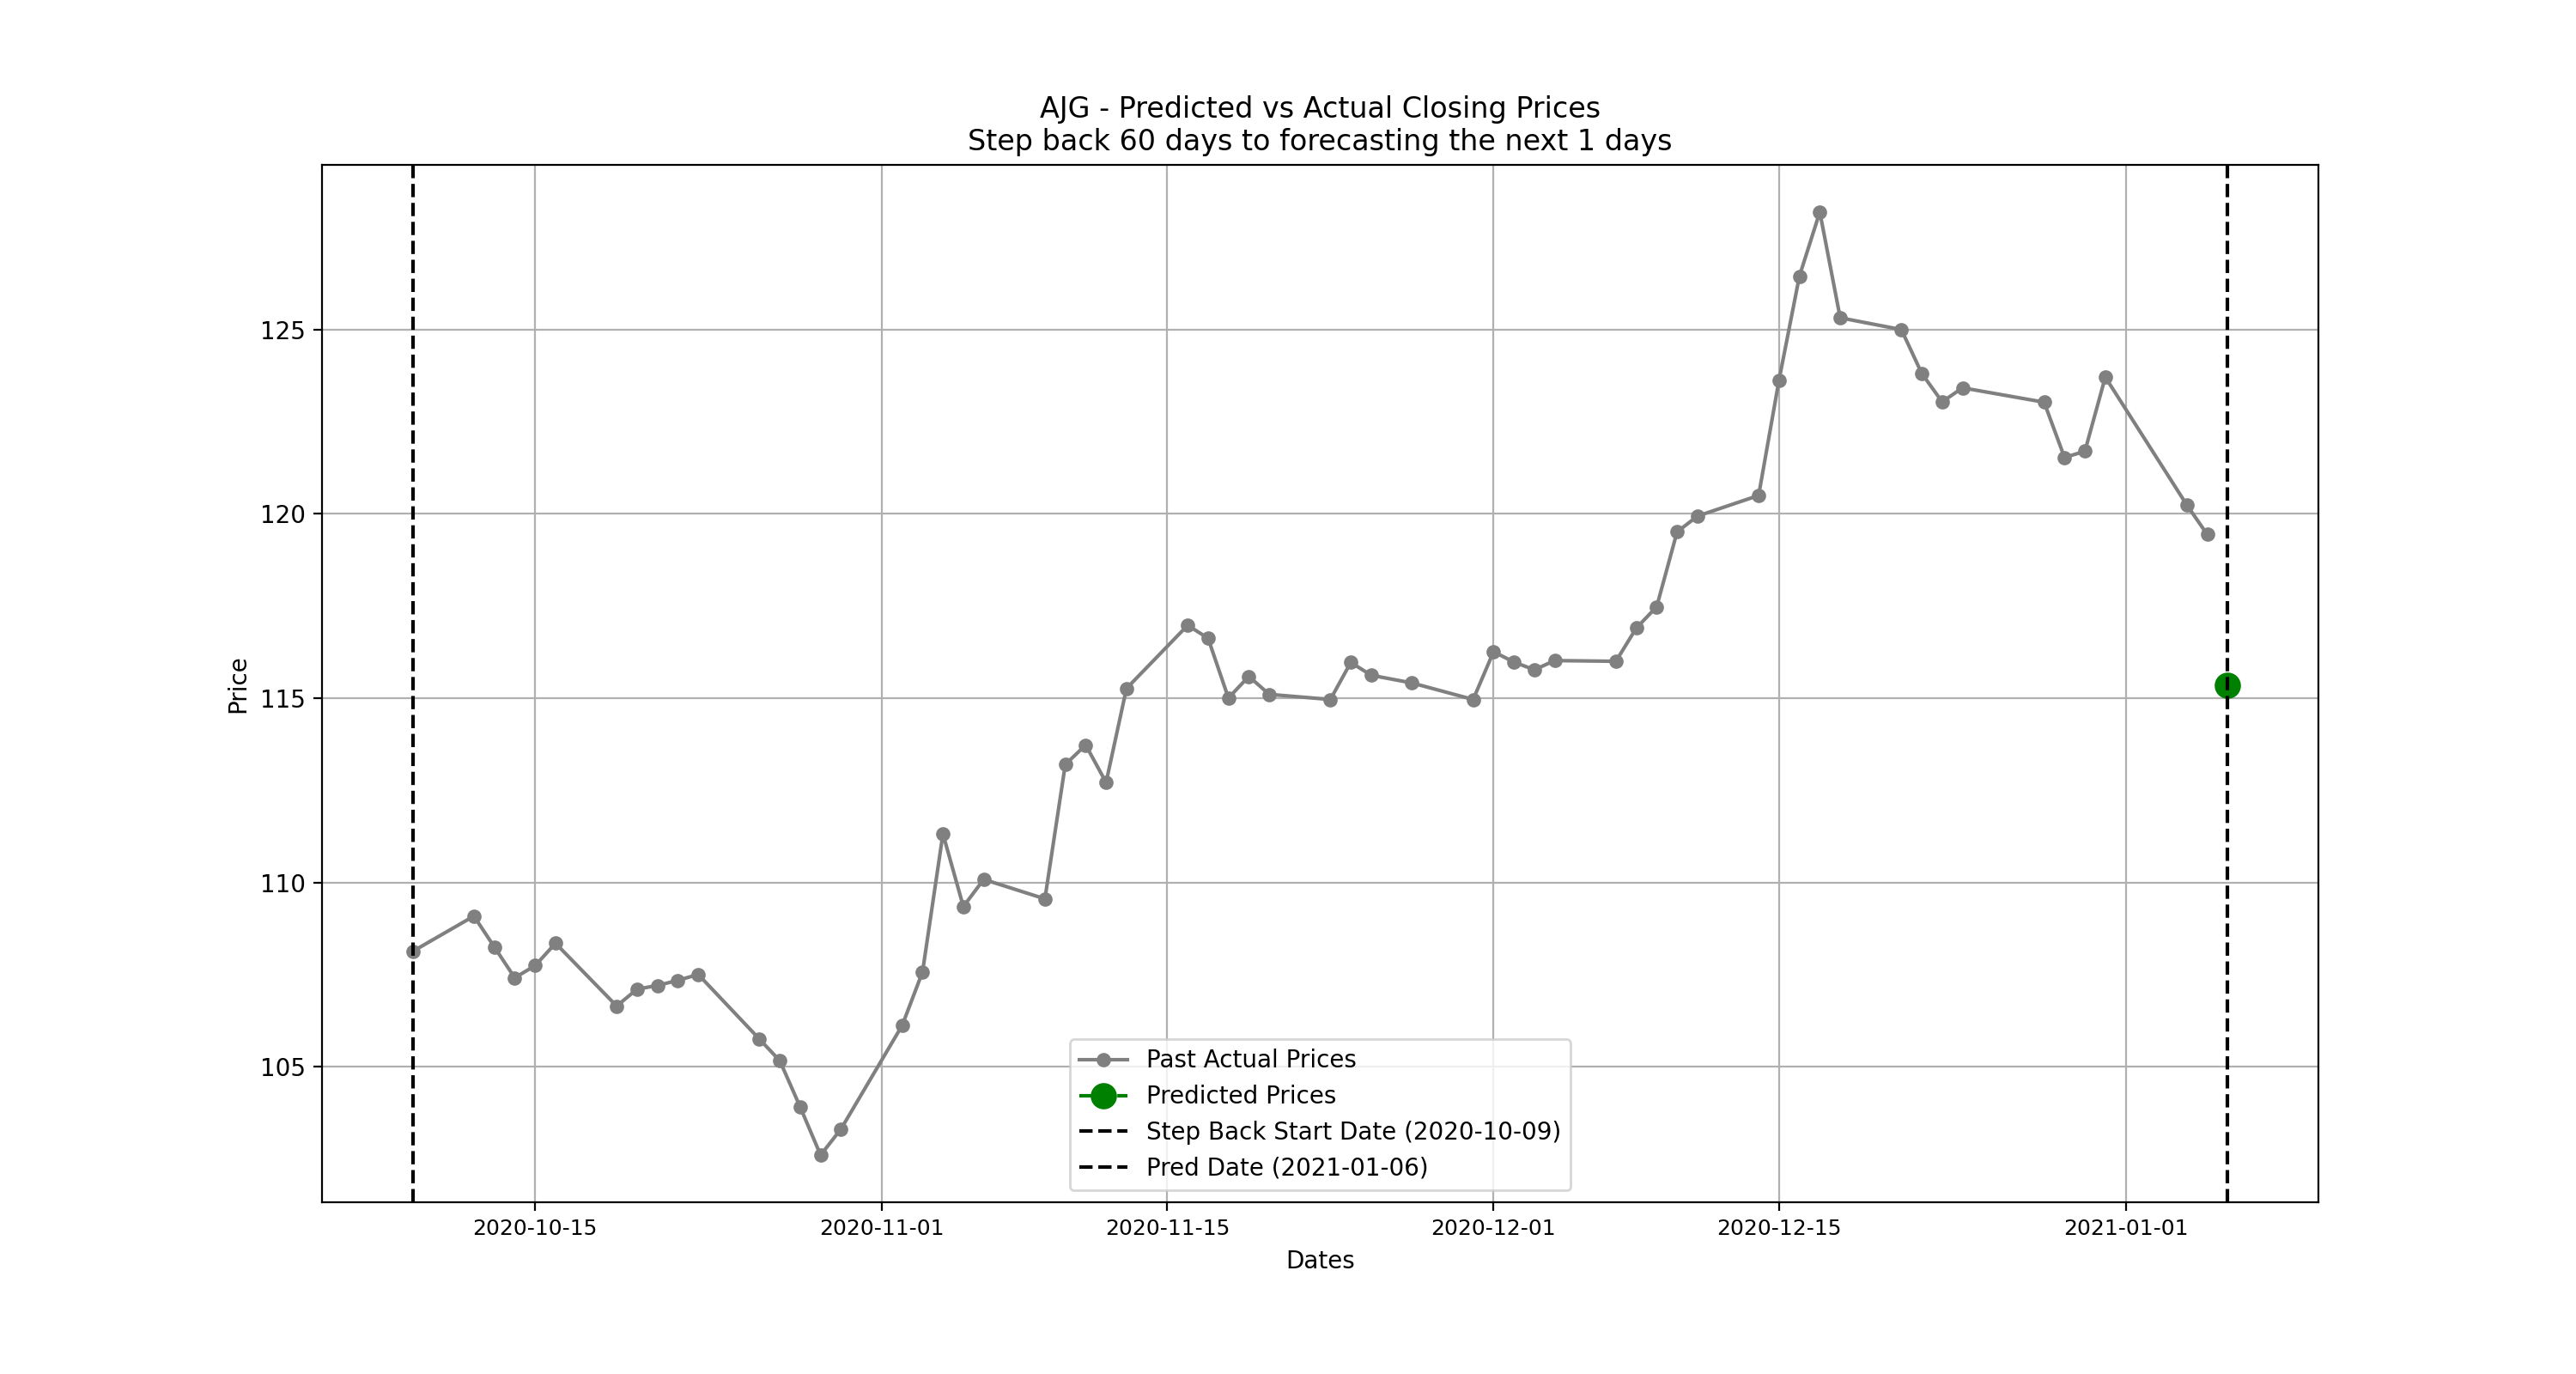 AJG - Predicted vs Actual Closing Prices
Step back 60 days to forecasting the next 1 days
125
120
115
110
105
Price
Past Actual Prices
Predicted Prices
Step Back Start Date (2020-10-09)
Pred Date (2021-01-06)
2020-10-15
2020-11-01
2020-11-15
2020-12-01
2020-12-15
2021-01-01
Dates